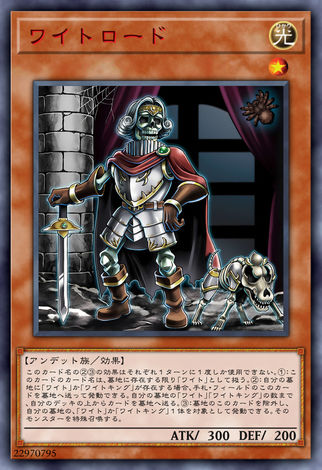 ワイトロード
光
【アンデット族／効果】
このカード名の②③の効果はそれぞれ１ターンに１度しか使用できない。①：こ
のカードのカード名は、墓地に存在する限り「ワイト」として扱う。②：自分の墓
地に「ワイト」か「ワイトキング」が存在する場合、手札・フィールドのこのカード
を墓地へ送って発動できる。自分の墓地の「ワイト」「ワイトキング」の数まで
、自分のデッキの上からカードを墓地へ送る。③：墓地のこのカードを除外し、
自分の墓地の、「ワイト」か「ワイトキング」１体を対象として発動できる。その
モンスターを特殊召喚する。
ATK/ 300 DEF/ 200
22970795